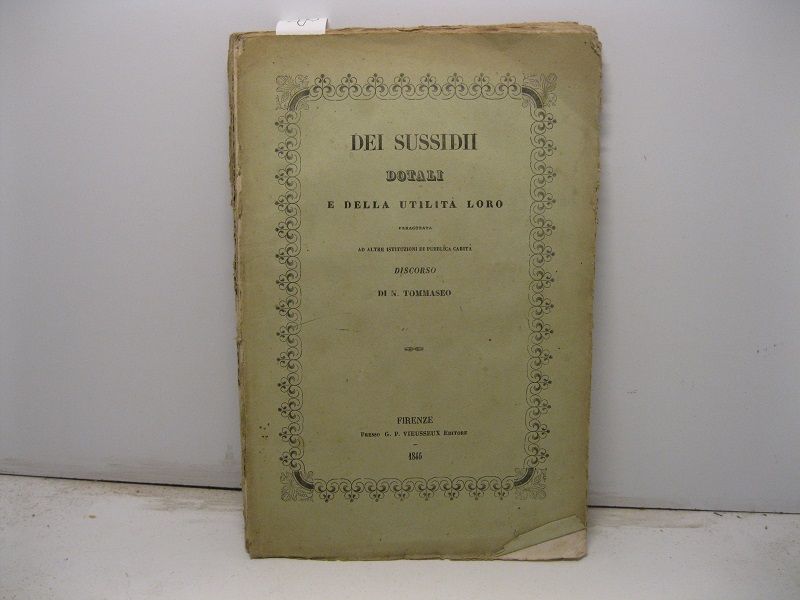 DEI SUSSIDII
DOTALI
E DELLA UTILITÀ LORO
PARAGONATA
AD ALTRE ISTITUZIONI DI PUBBLICA CARITÀ
DISCORSO
DI N. TOMMASEO
FIRENZE
PRESSO G. P. VIEUSSEUX EDITORE